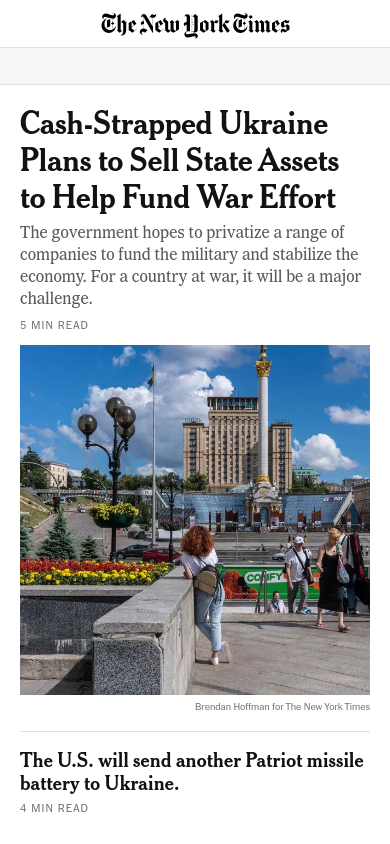 The New York Times
Cash-Strapped Ukraine
Plans to Sell State Assets
to Help Fund War Effort
The government hopes to privatize a range of
companies to fund the military and stabilize the
economy. For a country at war, it will be a major
challenge.
5 MIN READ
COMFY
Brendan Hoffman for The New York Times
The U.S. will send another Patriot missile
battery to Ukraine.
4 MIN READ